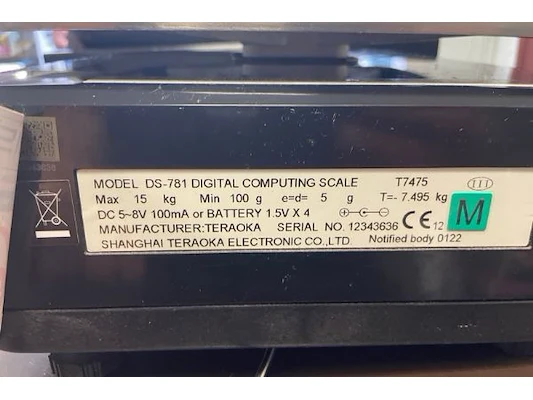 MODEL DS-781 DIGITAL COMPUTING SCALE T7475 III
Max 15 kg Min 100 g e=d= 5 g T=- 7.495 kg
DC 5~8V 100mA or BATTERY 1.5V X 4
MANUFACTURER:TERAOKA SERIAL NO. 12343636 CE 12 M
SHANGHAI TERAOKA ELECTRONIC CO.,LTD. Notified body 0122